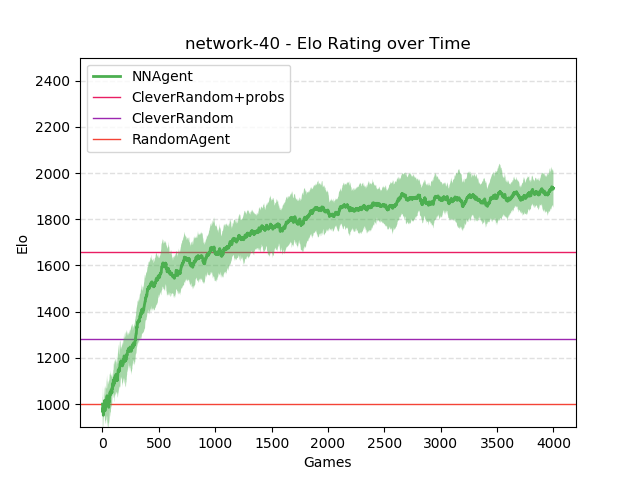 network-40 - Elo Rating over Time
NNAgent
CleverRandom+probs
CleverRandom
RandomAgent
2400
2200
2000
1800
1600
1400
1200
1000
Elo
0 500 1000 1500 2000 2500 3000 3500 4000
Games